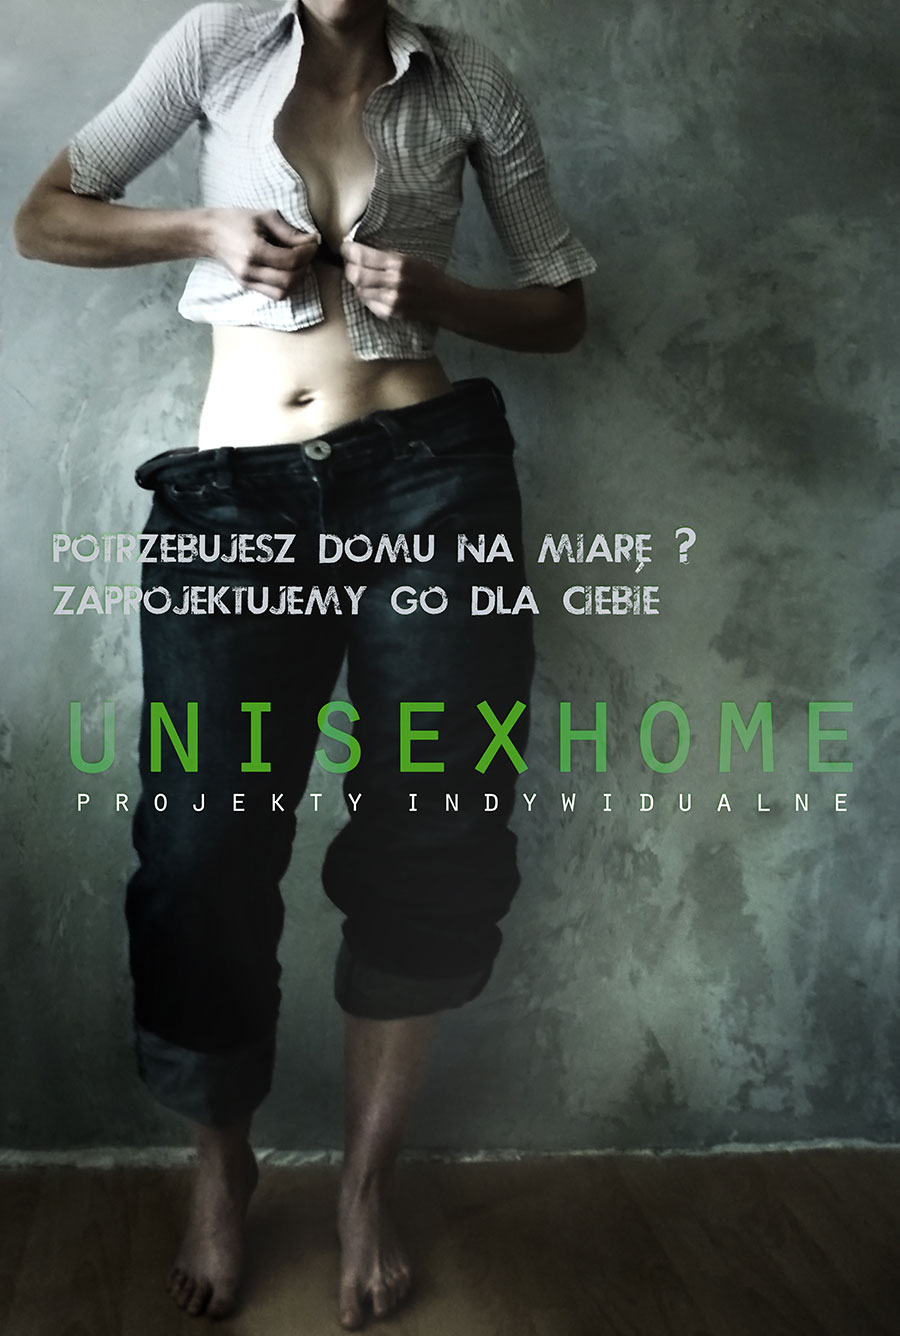 POTRZEBUJESZ DOMU NA MIARĘ ?
ZAPROJEKTUJEMY GO DLA CIEBIE
UNISEXHOME
PROJEKTY INDYWIDUALNE